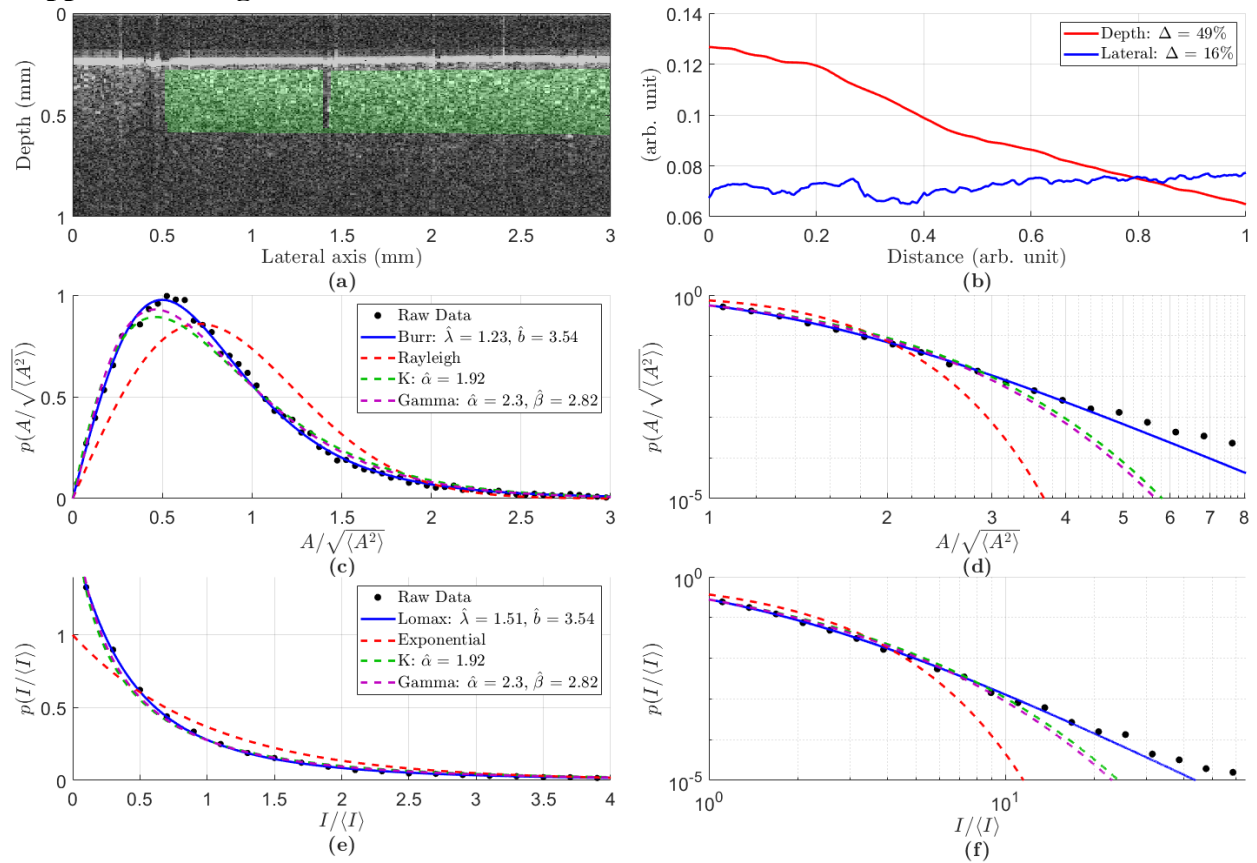 0
0.5
1
Depth (mm)
0 0.5 1 1.5 2 2.5 3
Lateral axis (mm)
(a)
0.14
0.12
0.1
0.08
0.06
(arb. unit)
Depth: Δ = 49%
Lateral: Δ = 16%
0 0.2 0.4 0.6 0.8 1
Distance (arb. unit)
(b)
1
0.5
0
p(A/√⟨A²⟩)
Raw Data
Burr: λ̂ = 1.23, b̂ = 3.54
Rayleigh
K: α̂ = 1.92
Gamma: α̂ = 2.3, β̂ = 2.82
0 0.5 1 1.5 2 2.5 3
A/√⟨A²⟩
(c)
10⁰
10⁻⁵
p(A/√⟨A²⟩)
1 2 3 4 5 6 7 8
A/√⟨A²⟩
(d)
1
0.5
0
p(I/⟨I⟩)
Raw Data
Lomax: λ̂ = 1.51, b̂ = 3.54
Exponential
K: α̂ = 1.92
Gamma: α̂ = 2.3, β̂ = 2.82
0 0.5 1 1.5 2 2.5 3 3.5 4
I/⟨I⟩
(e)
10⁰
10⁻⁵
p(I/⟨I⟩)
10⁰ 10¹
I/⟨I⟩
(f)